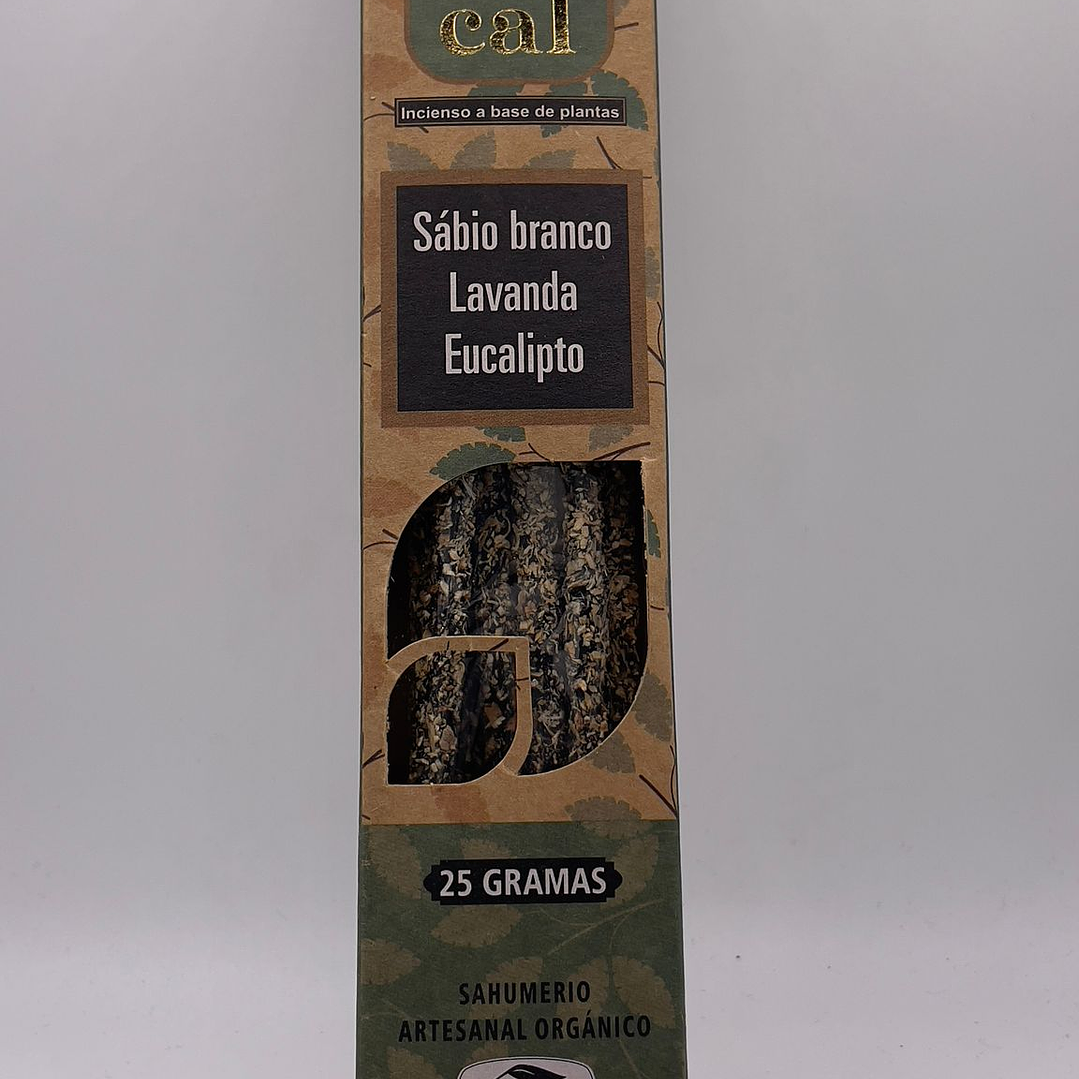 cal
Incienso a base de plantas
Sábio branco
Lavanda
Eucalipto
25 GRAMAS
SAHUMERIO
ARTESANAL ORGÁNICO